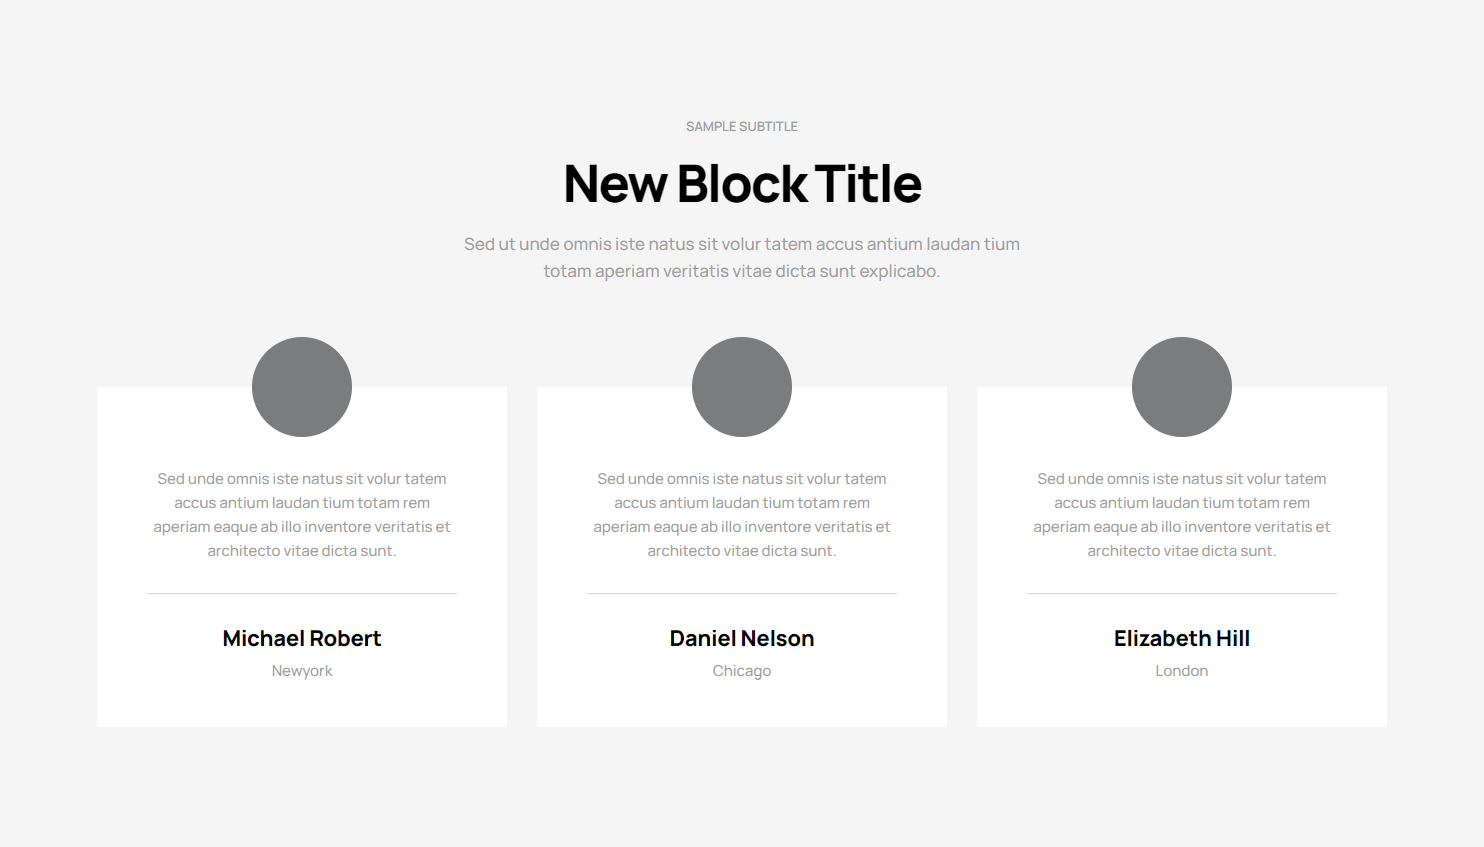 SAMPLE SUBTITLE
New Block Title
Sed ut unde omnis iste natus sit volur tatem accus antium laudan tium
totam aperiam veritatis vitae dicta sunt explicabo.
Sed unde omnis iste natus sit volur tatem
accus antium laudan tium totam rem
aperiam eaque ab illo inventore veritatis et
architecto vitae dicta sunt.
Michael Robert
Newyork
Sed unde omnis iste natus sit volur tatem
accus antium laudan tium totam rem
aperiam eaque ab illo inventore veritatis et
architecto vitae dicta sunt.
Daniel Nelson
Chicago
Sed unde omnis iste natus sit volur tatem
accus antium laudan tium totam rem
aperiam eaque ab illo inventore veritatis et
architecto vitae dicta sunt.
Elizabeth Hill
London